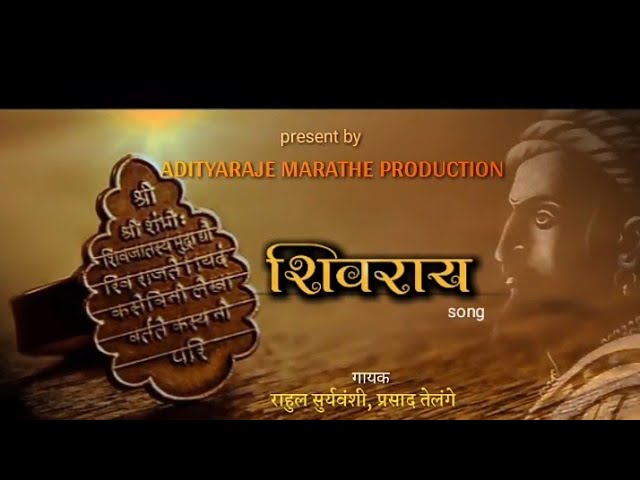 present by
ADITYARAJE MARATHE PRODUCTION
श्री
श्री शंभोः
शिवजातस्य मुद्रा द्यौ
रिव राजते यदं
कसेविनो लेखा
वर्तते कस्य नो
परि
शिवराय
song
गायक
राहुल सुर्यवंशी, प्रसाद तेलंगे